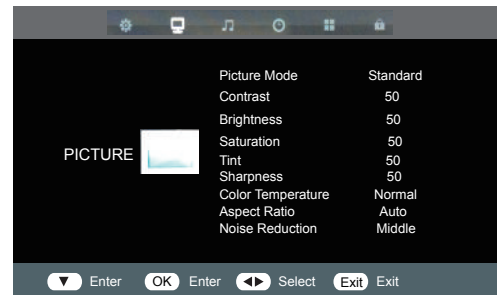 Picture Mode Standard
Contrast 50
Brightness 50
Saturation 50
PICTURE
Tint 50
Sharpness 50
Color Temperature Normal
Aspect Ratio Auto
Noise Reduction Middle
▼ Enter OK Enter ◀▶ Select Exit Exit